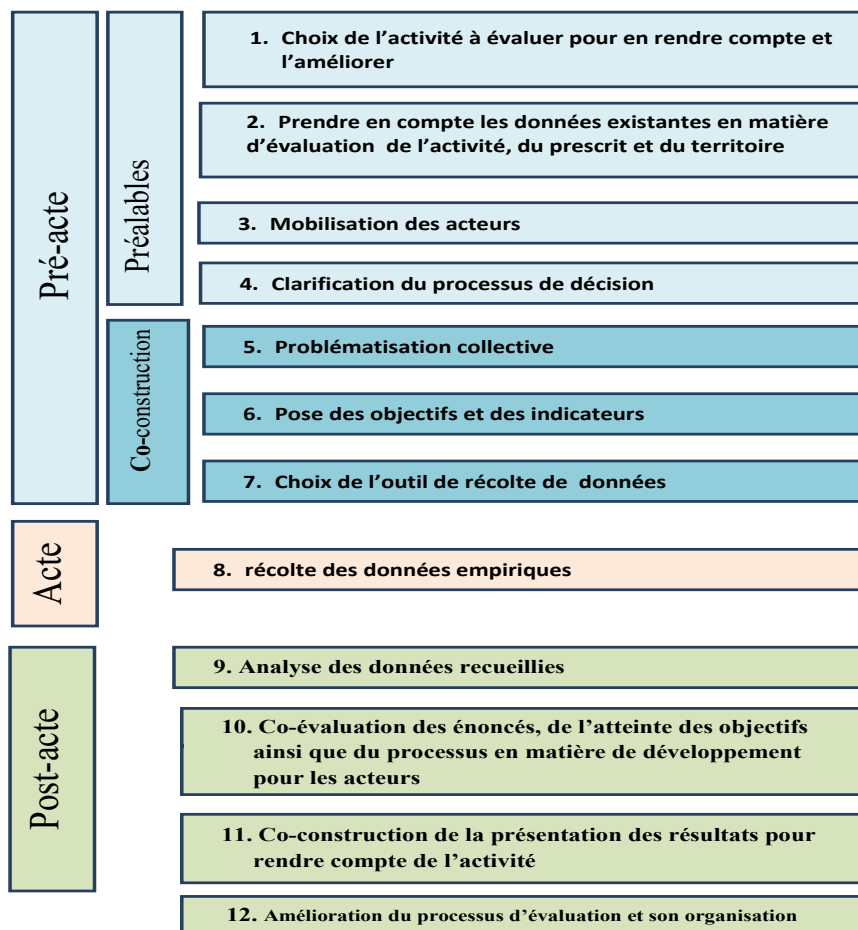 Pré-acte
Préalables
1. Choix de l’activité à évaluer pour en rendre compte et
l’améliorer
2. Prendre en compte les données existantes en matière
d’évaluation de l’activité, du prescrit et du territoire
3. Mobilisation des acteurs
4. Clarification du processus de décision
Co-construction
5. Problématisation collective
6. Pose des objectifs et des indicateurs
7. Choix de l’outil de récolte de données
Acte
8. récolte des données empiriques
Post-acte
9. Analyse des données recueillies
10. Co-évaluation des énoncés, de l’atteinte des objectifs
ainsi que du processus en matière de développement
pour les acteurs
11. Co-construction de la présentation des résultats pour
rendre compte de l’activité
12. Amélioration du processus d’évaluation et son organisation